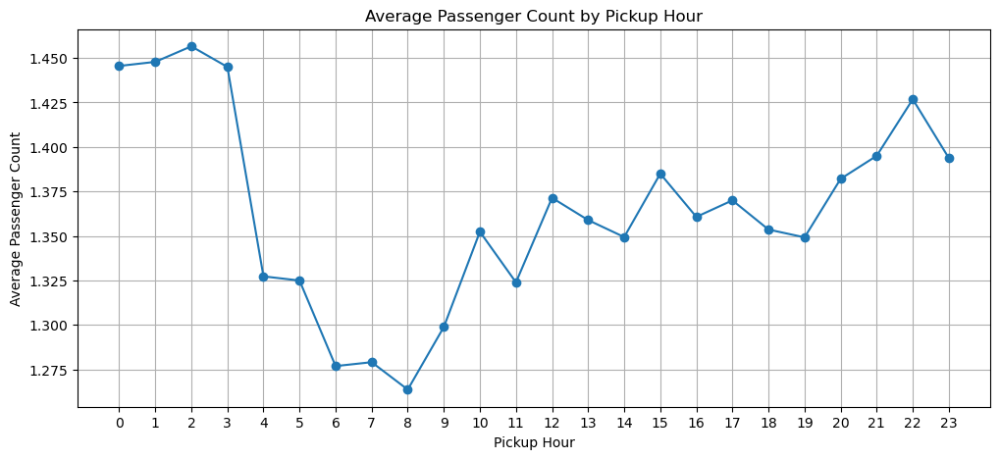 Average Passenger Count by Pickup Hour
Average Passenger Count
1.450
1.425
1.400
1.375
1.350
1.325
1.300
1.275
0 1 2 3 4 5 6 7 8 9 10 11 12 13 14 15 16 17 18 19 20 21 22 23
Pickup Hour